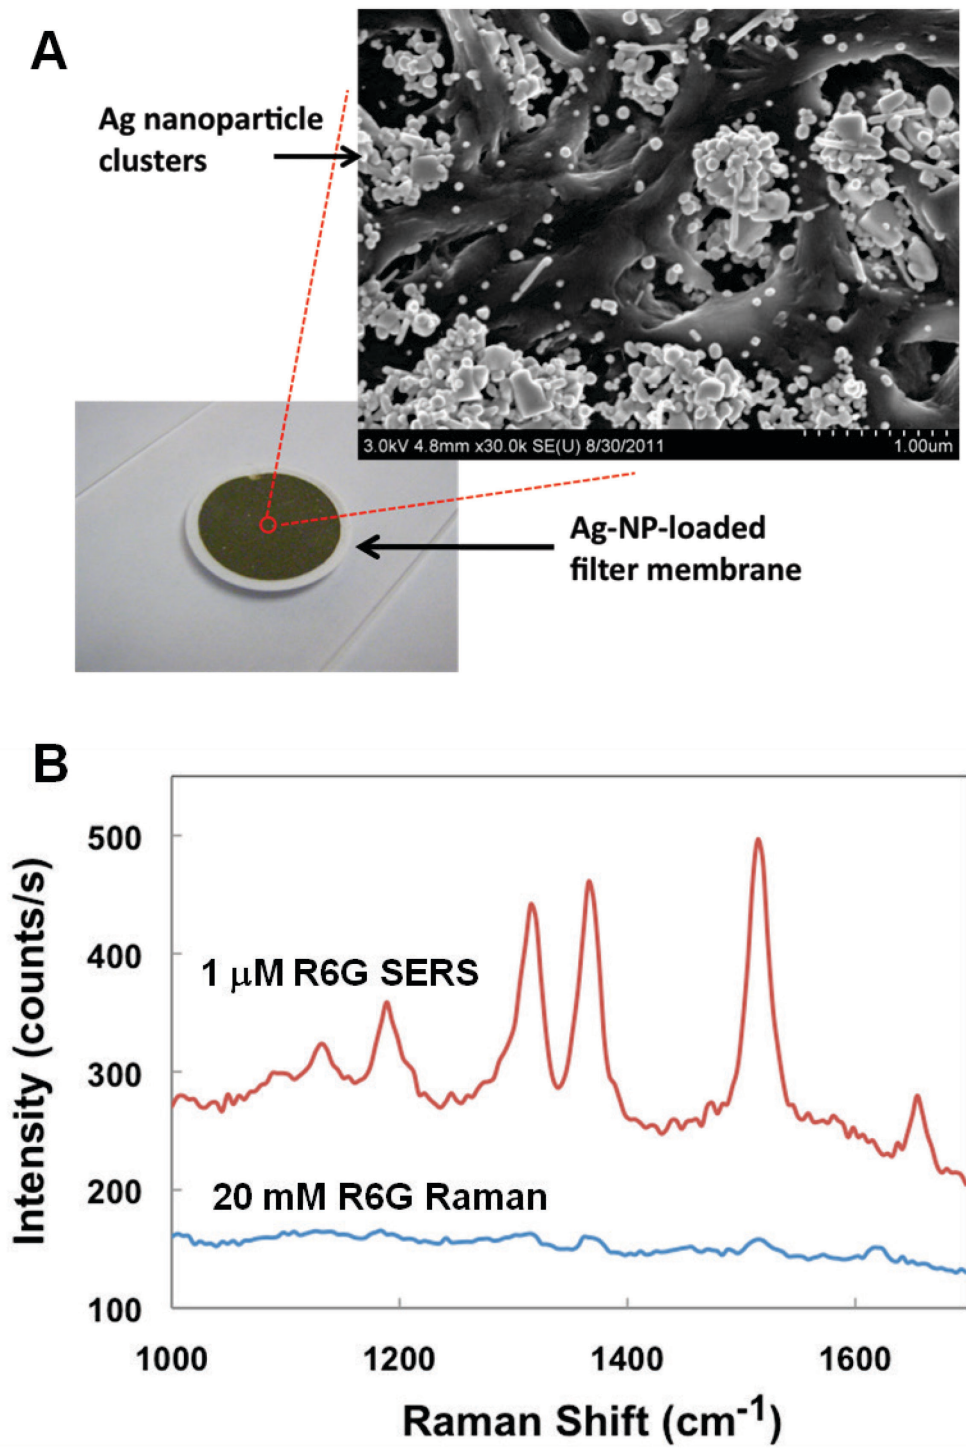 A
Ag nanoparticle
clusters
3.0kV 4.8mm x30.0k SE(U) 8/30/2011
1.00um
Ag-NP-loaded
filter membrane
B
Intensity (counts/s)
500
400
300
200
100
1 μM R6G SERS
20 mM R6G Raman
1000
1200
1400
1600
Raman Shift (cm⁻¹)